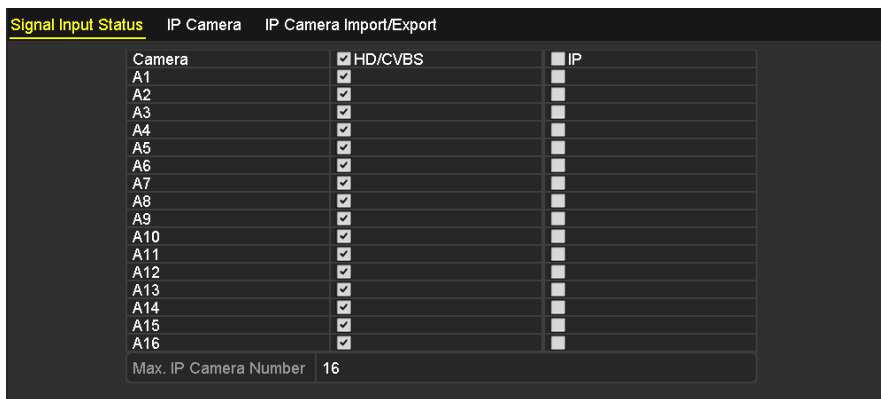 Signal Input Status IP Camera IP Camera Import/Export
Camera HD/CVBS IP
A1
A2
A3
A4
A5
A6
A7
A8
A9
A10
A11
A12
A13
A14
A15
A16
Max. IP Camera Number 16